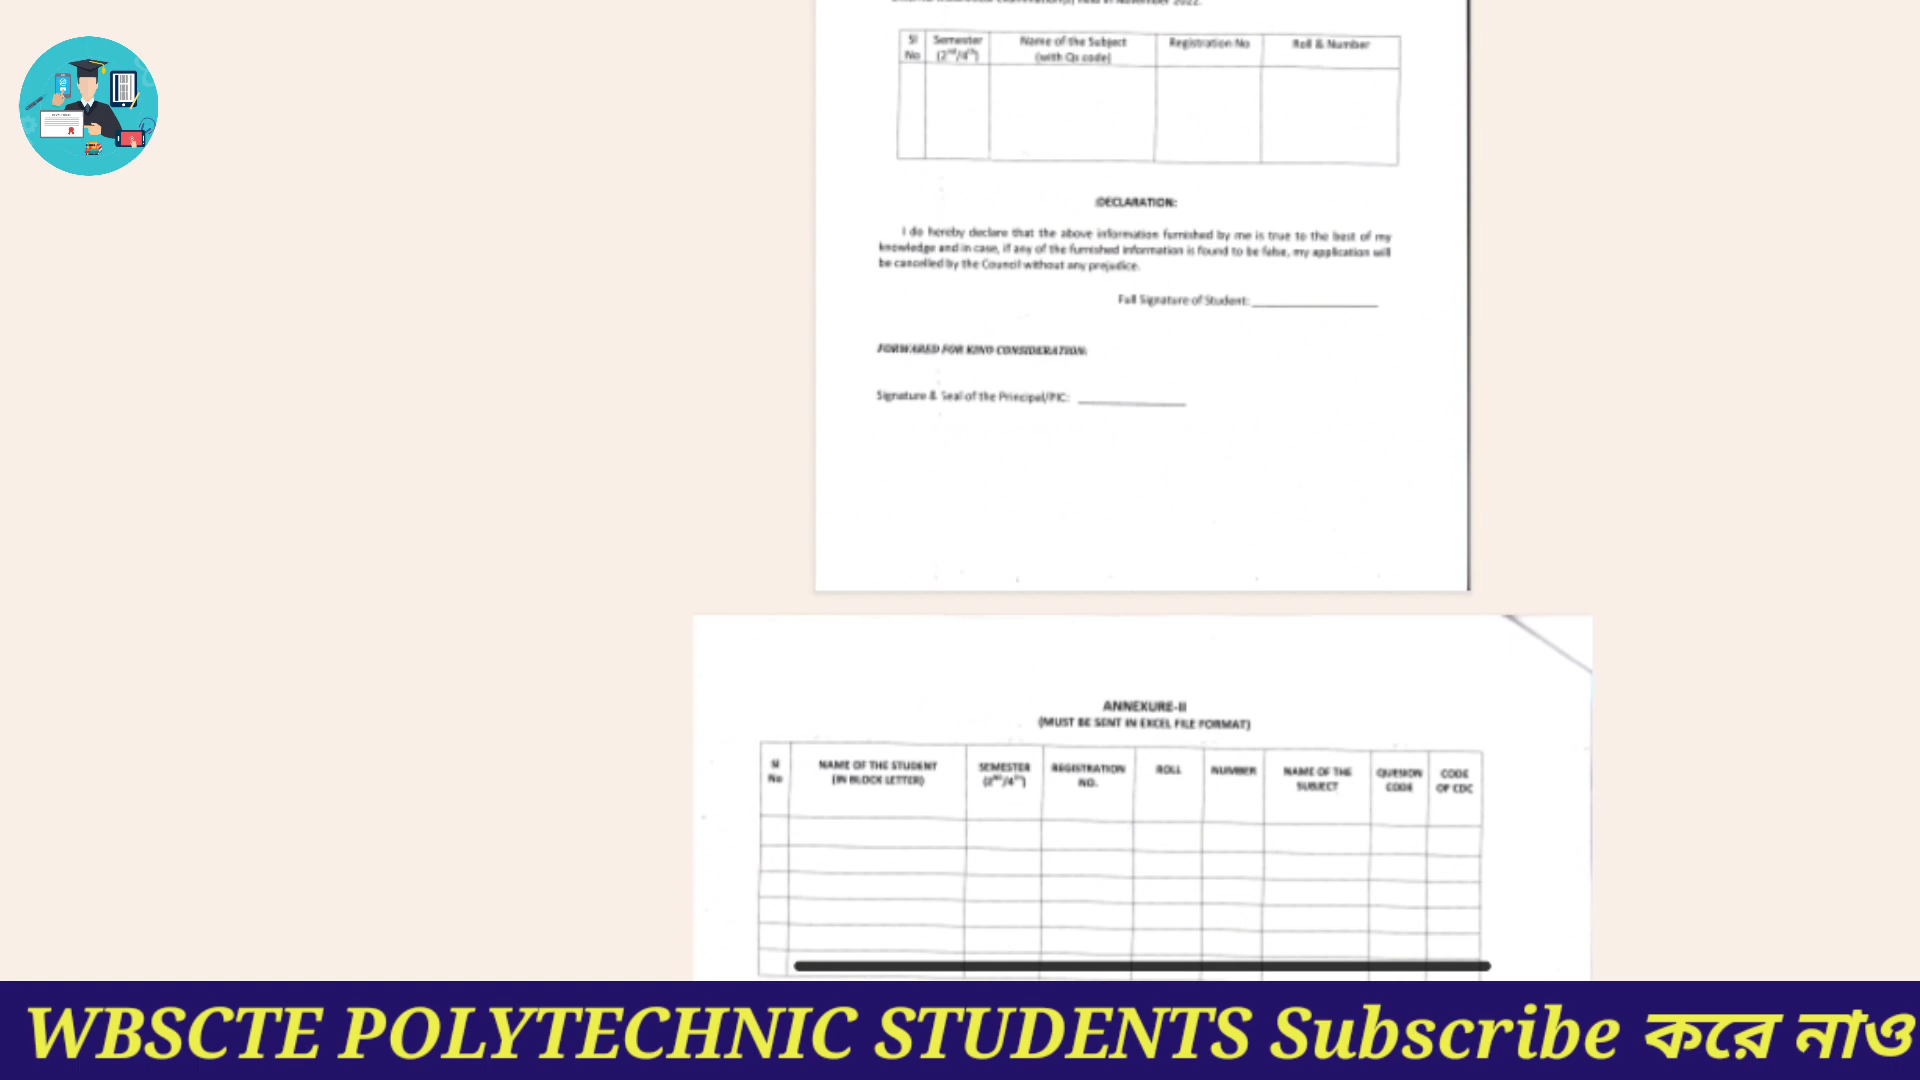 Sl Semester Name of the Subject Registration No Roll & Number
No (2nd/4th) (with Qs code)
DECLARATION:
I do hereby declare that the above information furnished by me is true to the best of my
knowledge and in case, if any of the furnished information is found to be false, my application will
be cancelled by the Council without any prejudice.
Full Signature of Student:
FORWARED FOR KIND CONSIDERATION:
Signature & Seal of the Principal/PIC:
ANNEXURE-II
(MUST BE SENT IN EXCEL FILE FORMAT)
Sl NAME OF THE STUDENT SEMESTER REGISTRATION ROLL NUMBER NAME OF THE QUESION CODE
No (IN BLOCK LETTER) (2nd/4th) NO. SUBJECT CODE OF CDC
WBSCTE POLYTECHNIC STUDENTS Subscribe করে নাও